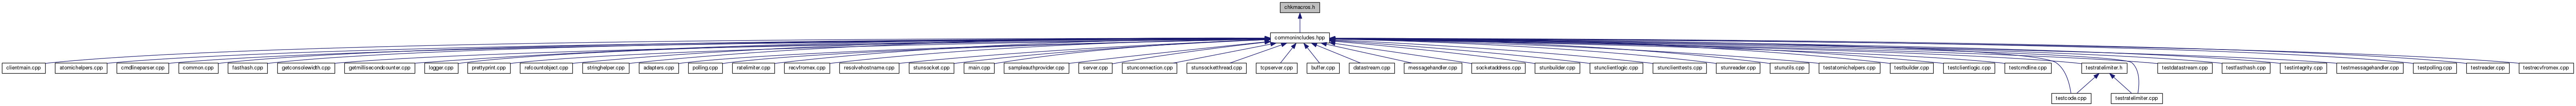 chkmacros.h
commonincludes.hpp
clientmain.cpp
atomichelpers.cpp
cmdlineparser.cpp
common.cpp
fasthash.cpp
getconsolewidth.cpp
getmillisecondcounter.cpp
logger.cpp
prettyprint.cpp
refcountobject.cpp
stringhelper.cpp
adapters.cpp
polling.cpp
ratelimiter.cpp
recvfromex.cpp
resolvehostname.cpp
stunsocket.cpp
main.cpp
sampleauthprovider.cpp
server.cpp
stunconnection.cpp
stunsocketthread.cpp
tcpserver.cpp
buffer.cpp
datastream.cpp
messagehandler.cpp
socketaddress.cpp
stunbuilder.cpp
stunclientlogic.cpp
stunclienttests.cpp
stunreader.cpp
stunutils.cpp
testatomichelpers.cpp
testbuilder.cpp
testclientlogic.cpp
testcmdline.cpp
testratelimiter.h
testdatastream.cpp
testfasthash.cpp
testintegrity.cpp
testmessagehandler.cpp
testpolling.cpp
testreader.cpp
testrecvfromex.cpp
testcode.cpp
testratelimiter.cpp